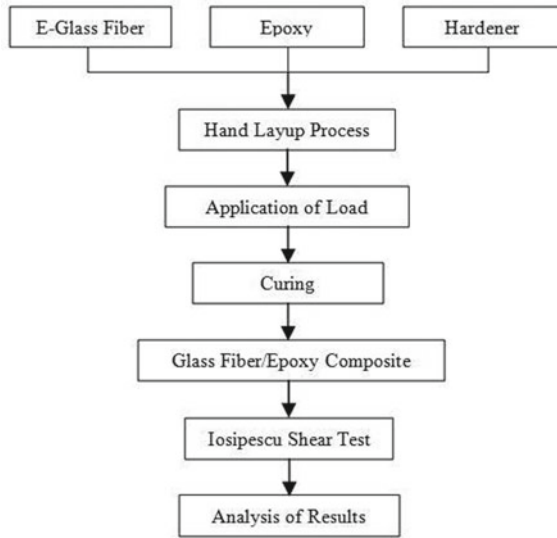 E-Glass Fiber
Epoxy
Hardener
Hand Layup Process
Application of Load
Curing
Glass Fiber/Epoxy Composite
Iosipescu Shear Test
Analysis of Results